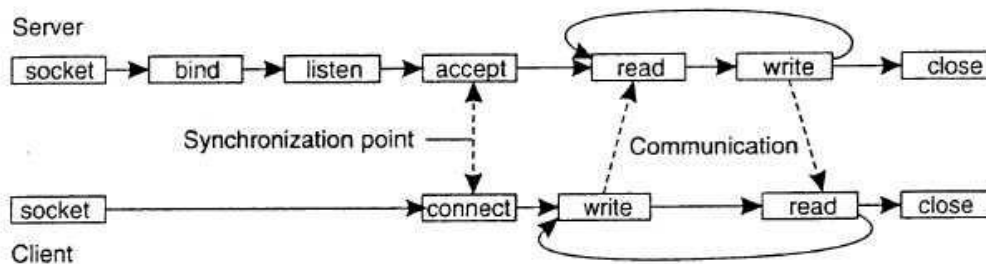 Server
socket bind listen accept read write close
Synchronization point
Communication
socket connect write read close
Client